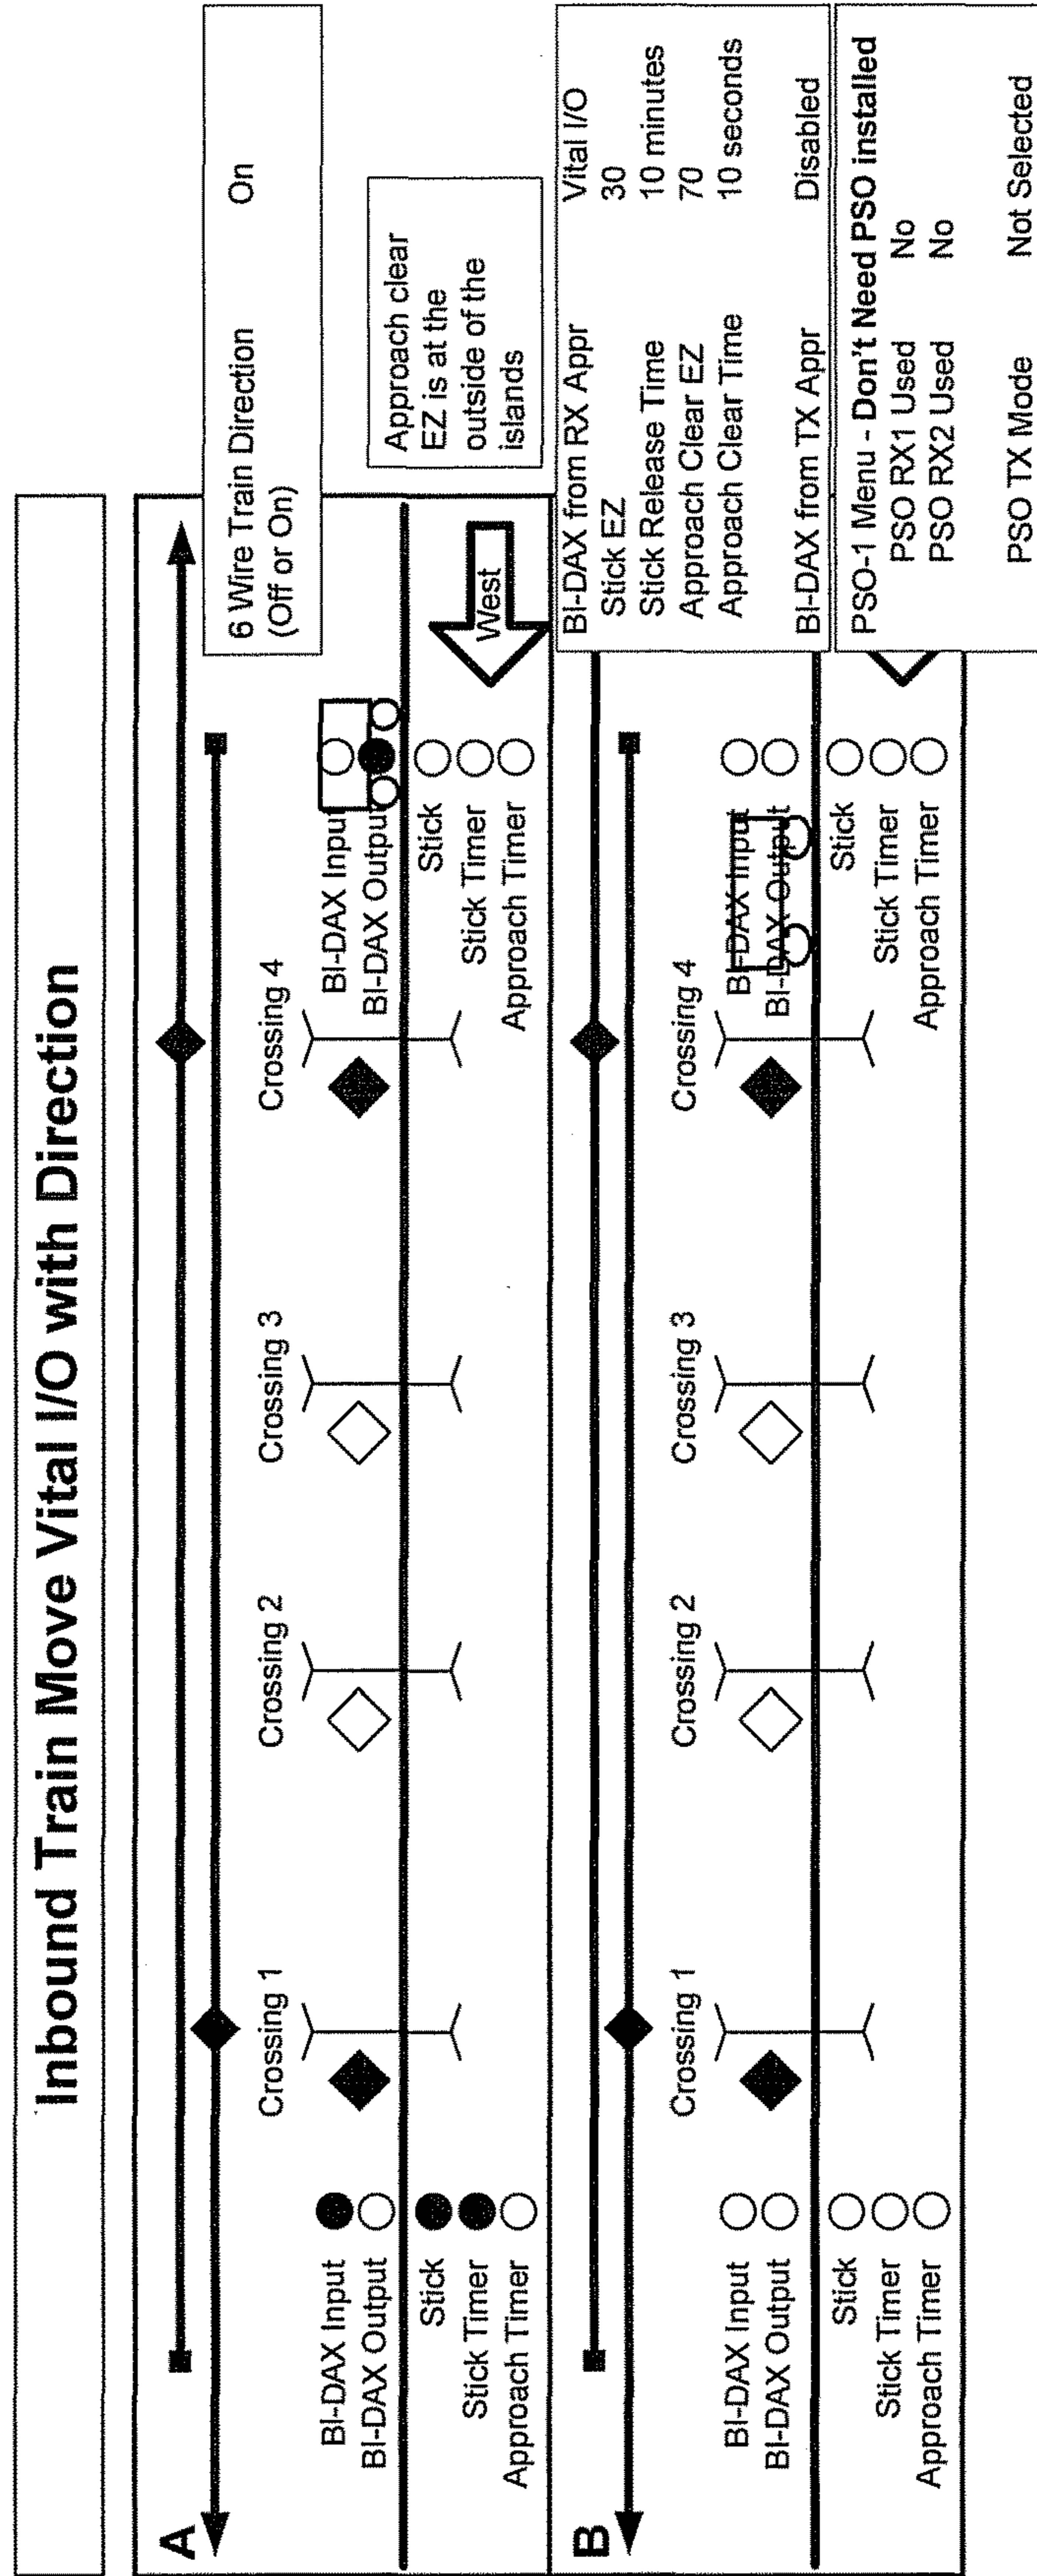 Inbound Train Move Vital I/O with Direction
A
6 Wire Train Direction On
(Off or On)
Crossing 1
Crossing 2
Crossing 3
Crossing 4
BI-DAX Input
BI-DAX Output
BI-DAX Input
BI-DAX Output
Stick
Stick Timer
Approach Timer
Stick
Stick Timer
Approach Timer
West
Approach clear
EZ is at the
outside of the
islands
B
Crossing 1
Crossing 2
Crossing 3
Crossing 4
BI-DAX Input
BI-DAX Output
BI-DAX Input
BI-DAX Output
Stick
Stick Timer
Approach Timer
Stick
Stick Timer
Approach Timer
BI-DAX from RX Appr Vital I/O
Stick EZ 30
Stick Release Time 10 minutes
Approach Clear EZ 70
Approach Clear Time 10 seconds
BI-DAX from TX Appr Disabled
PSO-1 Menu - Don't Need PSO installed
PSO RX1 Used No
PSO RX2 Used No
PSO TX Mode Not Selected